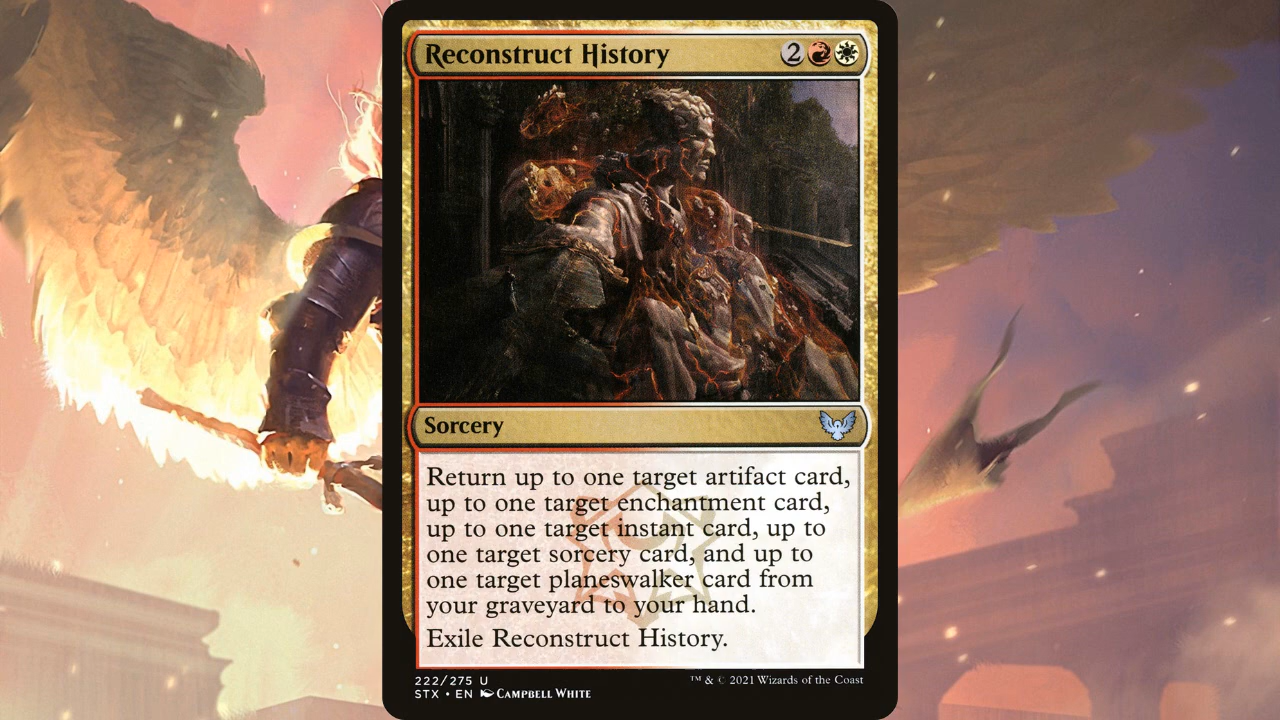 Reconstruct History 2
Sorcery
Return up to one target artifact card,
up to one target enchantment card,
up to one target instant card, up to
one target sorcery card, and up to
one target planeswalker card from
your graveyard to your hand.
Exile Reconstruct History.
222/275 U
STX • EN CAMPBELL WHITE
™ & © 2021 Wizards of the Coast